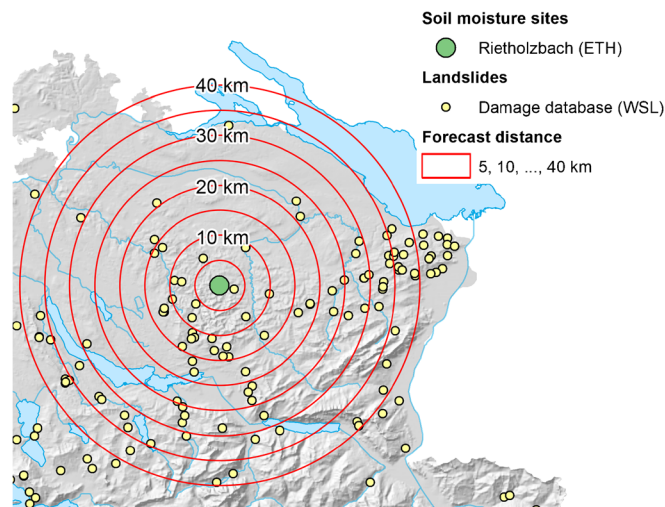 Soil moisture sites
Rietholzbach (ETH)
Landslides
Damage database (WSL)
Forecast distance
5, 10, ..., 40 km
40 km
30 km
20 km
10 km